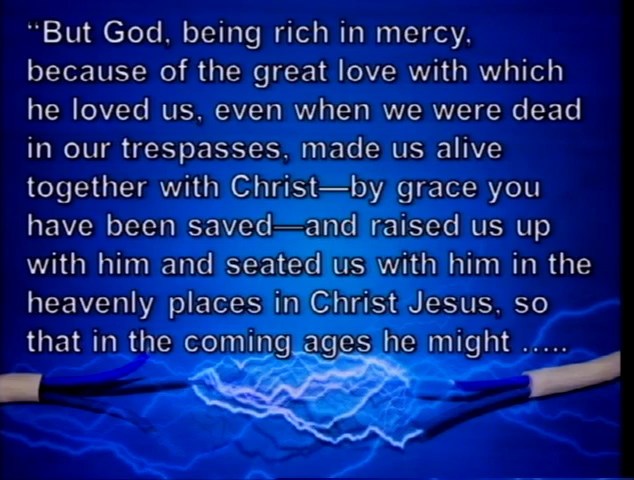 “But God, being rich in mercy,
because of the great love with which
he loved us, even when we were dead
in our trespasses, made us alive
together with Christ—by grace you
have been saved—and raised us up
with him and seated us with him in the
heavenly places in Christ Jesus, so
that in the coming ages he might …..